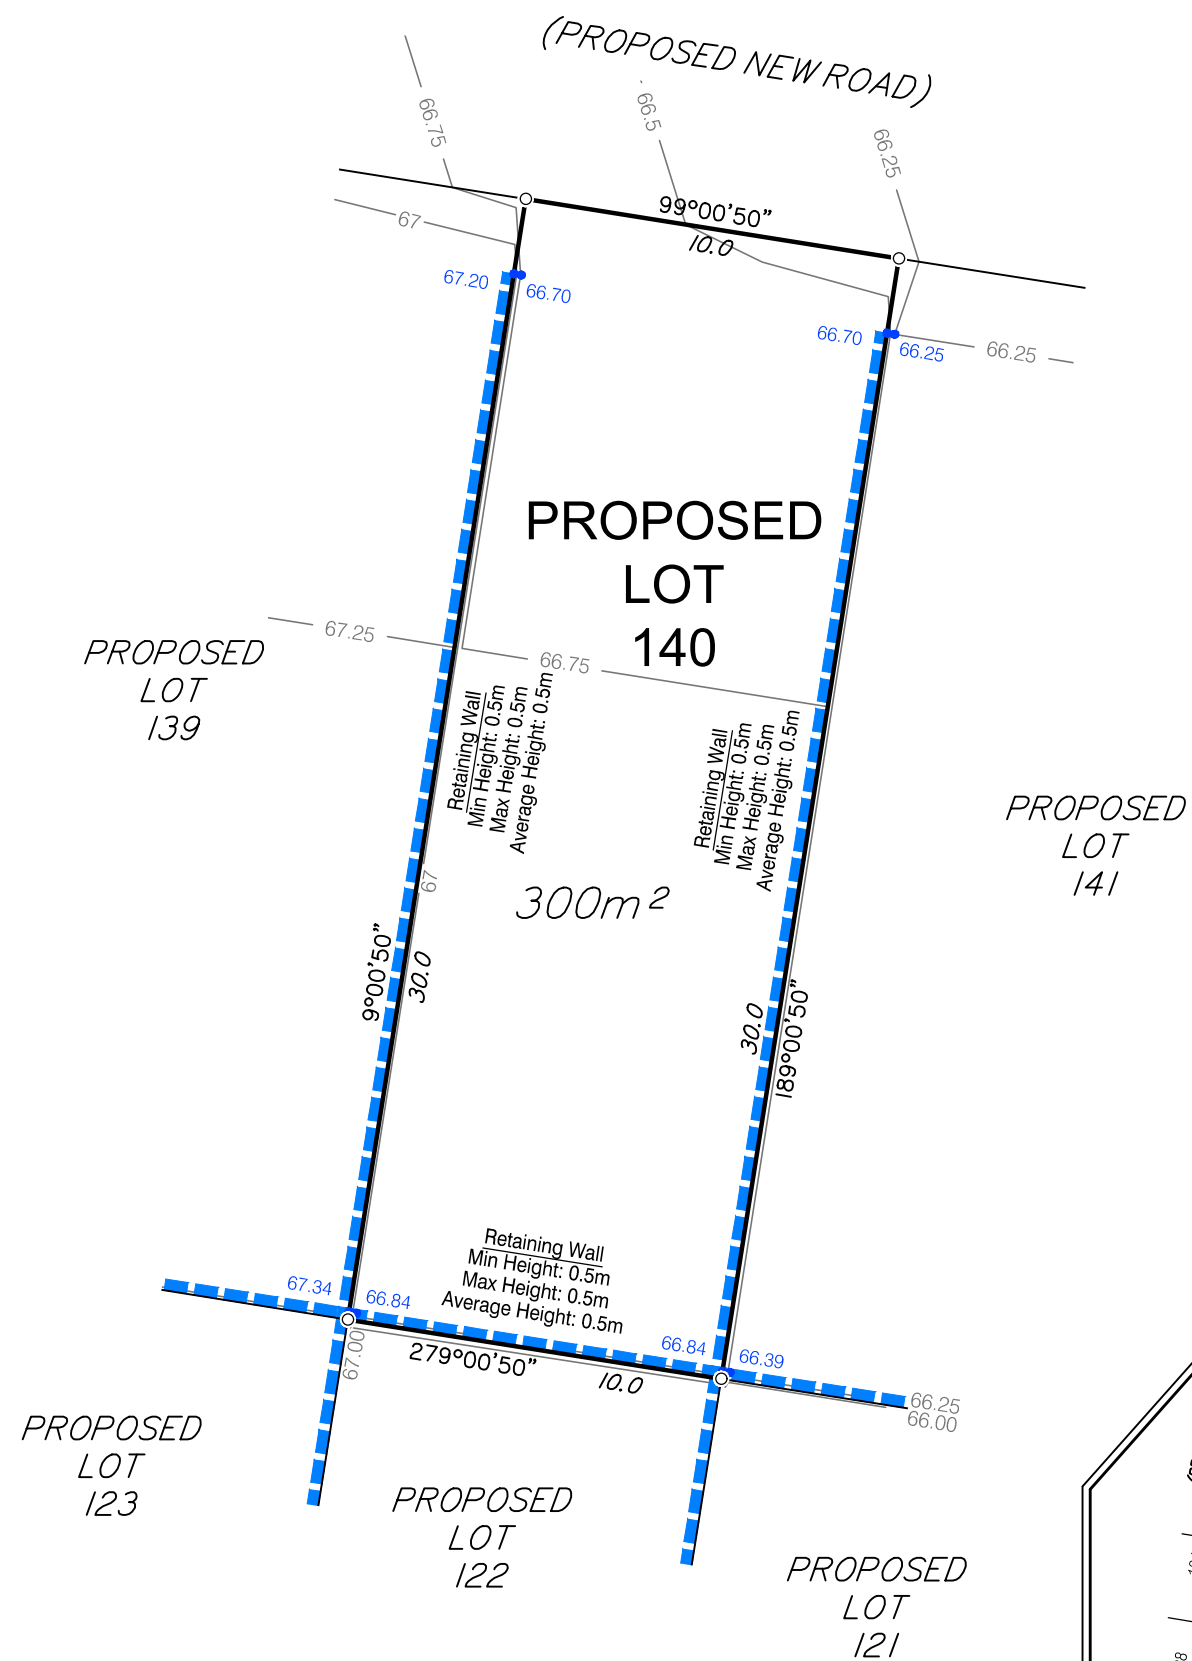 (PROPOSED NEW ROAD)
66.75
66.5
66.25
67
99°00'50"
10.0
67.20
66.70
66.70
66.25
66.25
PROPOSED
LOT
140
67.25
66.75
PROPOSED
LOT
139
Retaining Wall
Min Height: 0.5m
Max Height: 0.5m
Average Height: 0.5m
Retaining Wall
Min Height: 0.5m
Max Height: 0.5m
Average Height: 0.5m
PROPOSED
LOT
141
67
300m²
9°00'50"
30.0
30.0
189°00'50"
Retaining Wall
Min Height: 0.5m
Max Height: 0.5m
Average Height: 0.5m
67.34
66.84
66.84
66.39
67.00
279°00'50"
10.0
66.25
66.00
PROPOSED
LOT
123
PROPOSED
LOT
122
PROPOSED
LOT
121